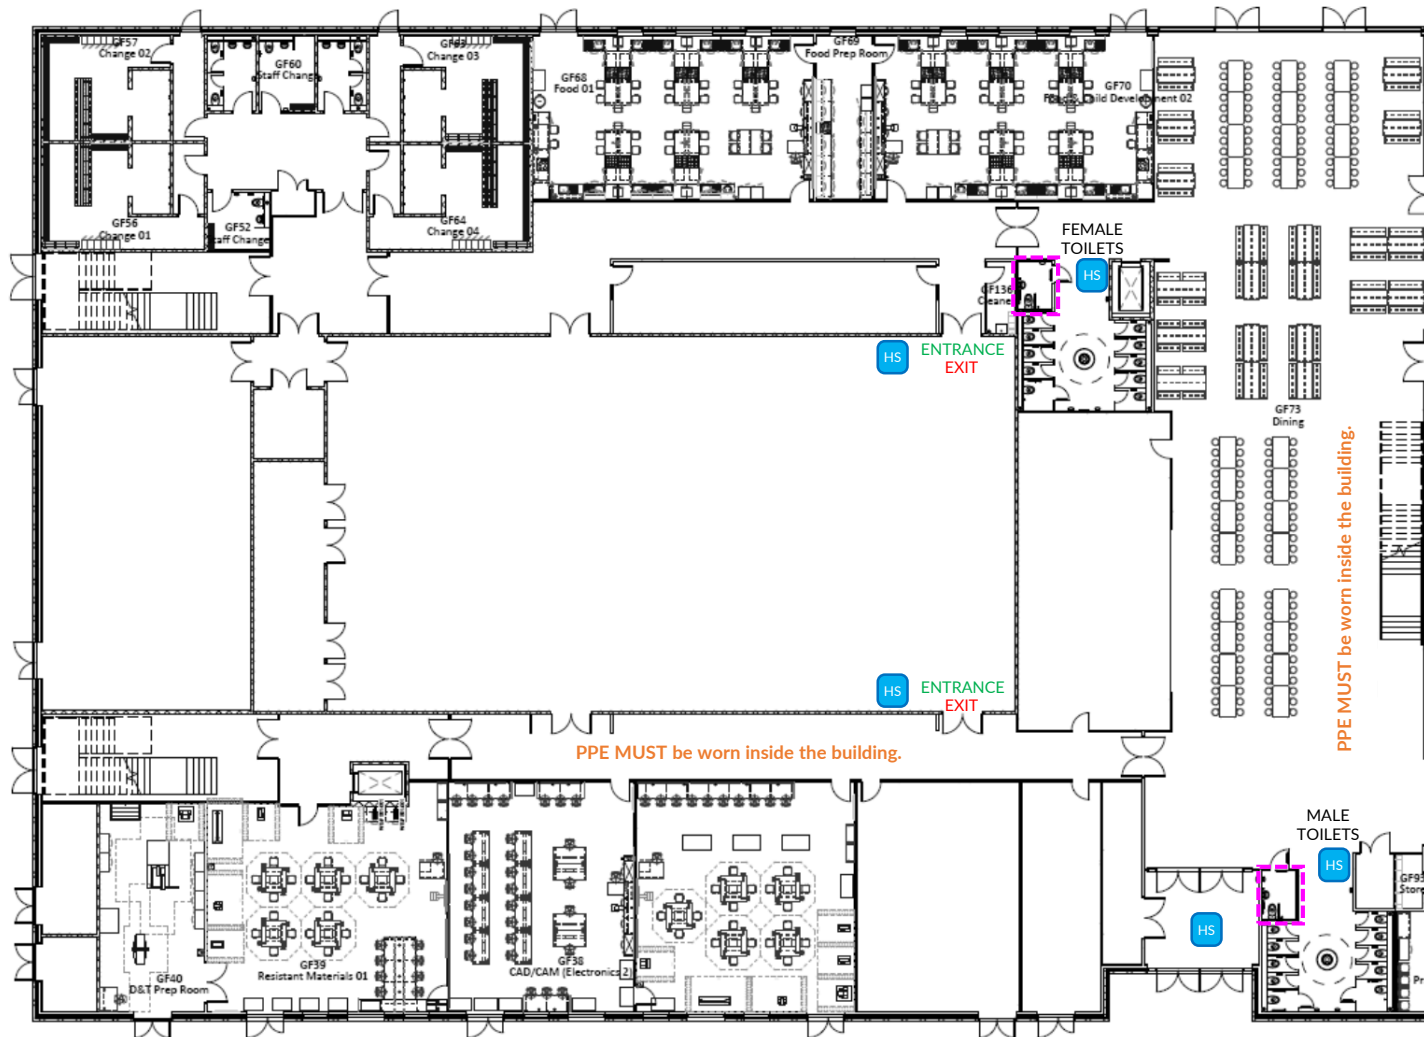 GF57
Change 02
GF60
Staff Change
GF63
Change 03
GF68
Food 01
GF69
Food Prep Room
GF70
Child Development 02
GF56
Change 01
GF52
Staff Change
GF64
Change 04
FEMALE
TOILETS
HS
GF136
Cleaner
HS
ENTRANCE
EXIT
GF73
Dining
PPE MUST be worn inside the building.
HS
ENTRANCE
EXIT
PPE MUST be worn inside the building.
MALE
TOILETS
HS
GF93
Store
HS
GF40
D&T Prep Room
GF39
Resistant Materials 01
GF38
CAD/CAM (Electronics 2)
Pr